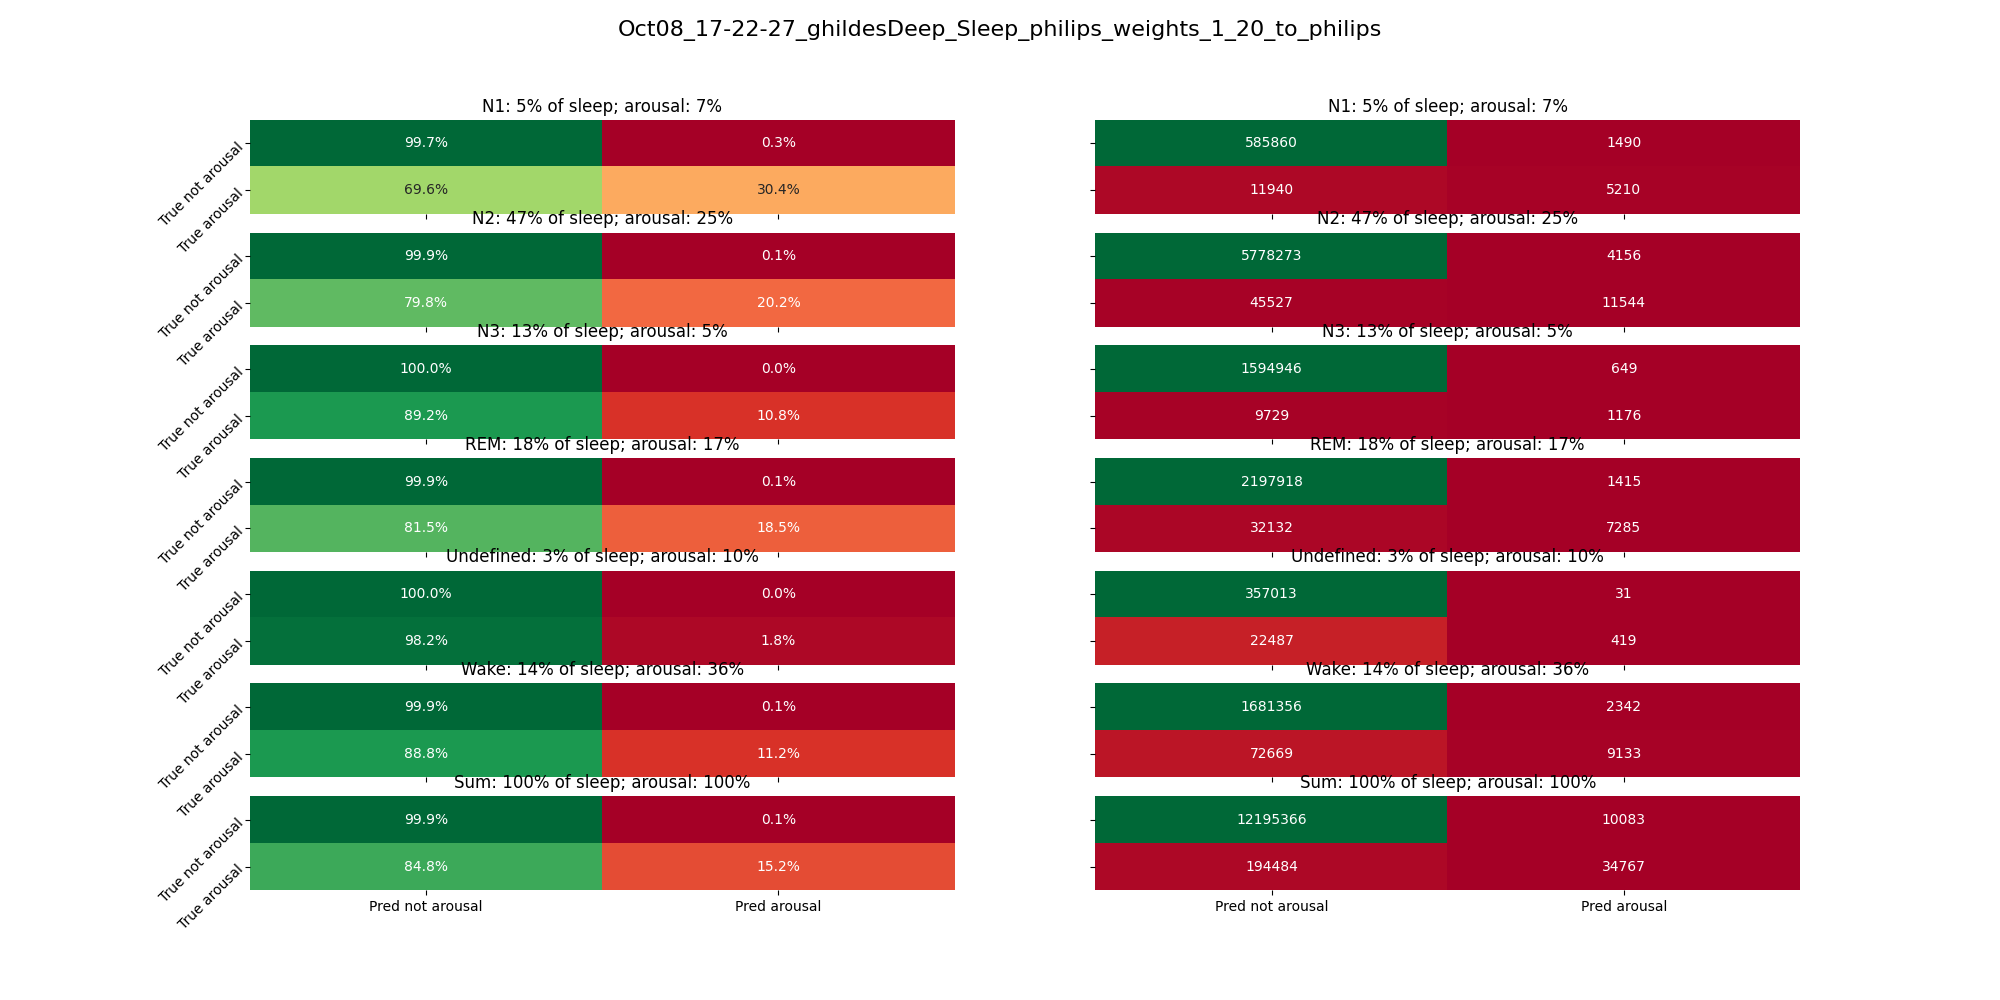 Oct08_17-22-27_ghildesDeep_Sleep_philips_weights_1_20_to_philips
N1: 5% of sleep; arousal: 7%
N1: 5% of sleep; arousal: 7%
True not arousal
99.7%
0.3%
585860
1490
True arousal
69.6%
30.4%
11940
5210
N2: 47% of sleep; arousal: 25%
N2: 47% of sleep; arousal: 25%
True not arousal
99.9%
0.1%
5778273
4156
True arousal
79.8%
20.2%
45527
11544
N3: 13% of sleep; arousal: 5%
N3: 13% of sleep; arousal: 5%
True not arousal
100.0%
0.0%
1594946
649
True arousal
89.2%
10.8%
9729
1176
REM: 18% of sleep; arousal: 17%
REM: 18% of sleep; arousal: 17%
True not arousal
99.9%
0.1%
2197918
1415
True arousal
81.5%
18.5%
32132
7285
Undefined: 3% of sleep; arousal: 10%
Undefined: 3% of sleep; arousal: 10%
True not arousal
100.0%
0.0%
357013
31
True arousal
98.2%
1.8%
22487
419
Wake: 14% of sleep; arousal: 36%
Wake: 14% of sleep; arousal: 36%
True not arousal
99.9%
0.1%
1681356
2342
True arousal
88.8%
11.2%
72669
9133
Sum: 100% of sleep; arousal: 100%
Sum: 100% of sleep; arousal: 100%
True not arousal
99.9%
0.1%
12195366
10083
True arousal
84.8%
15.2%
194484
34767
Pred not arousal
Pred arousal
Pred not arousal
Pred arousal